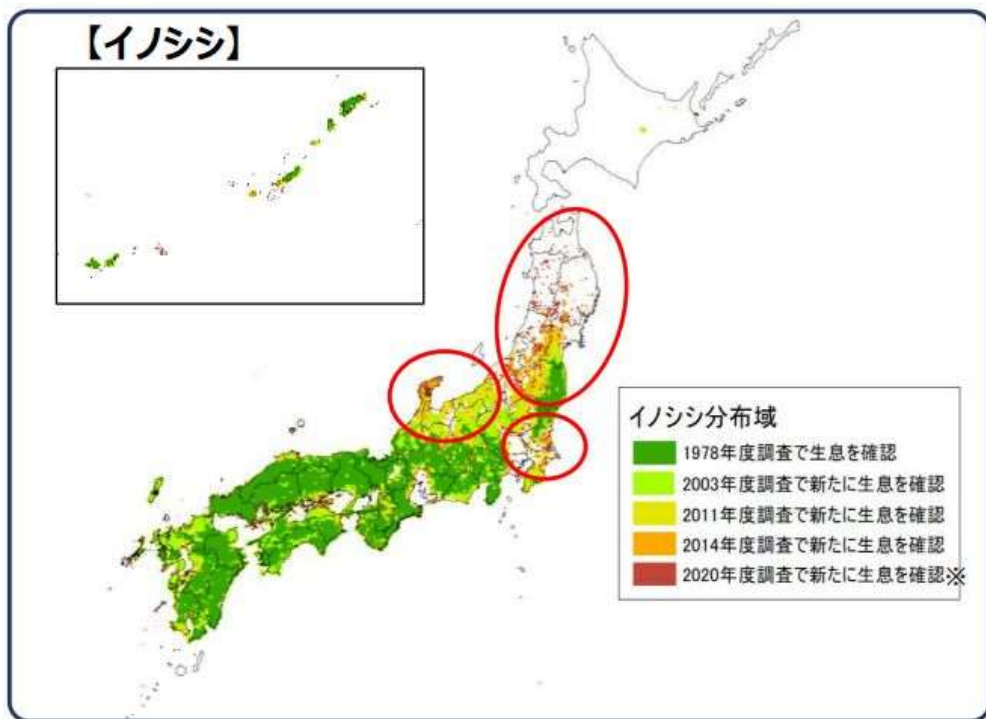 【イノシシ】
イノシシ分布域
1978年度調査で生息を確認
2003年度調査で新たに生息を確認
2011年度調査で新たに生息を確認
2014年度調査で新たに生息を確認
2020年度調査で新たに生息を確認※